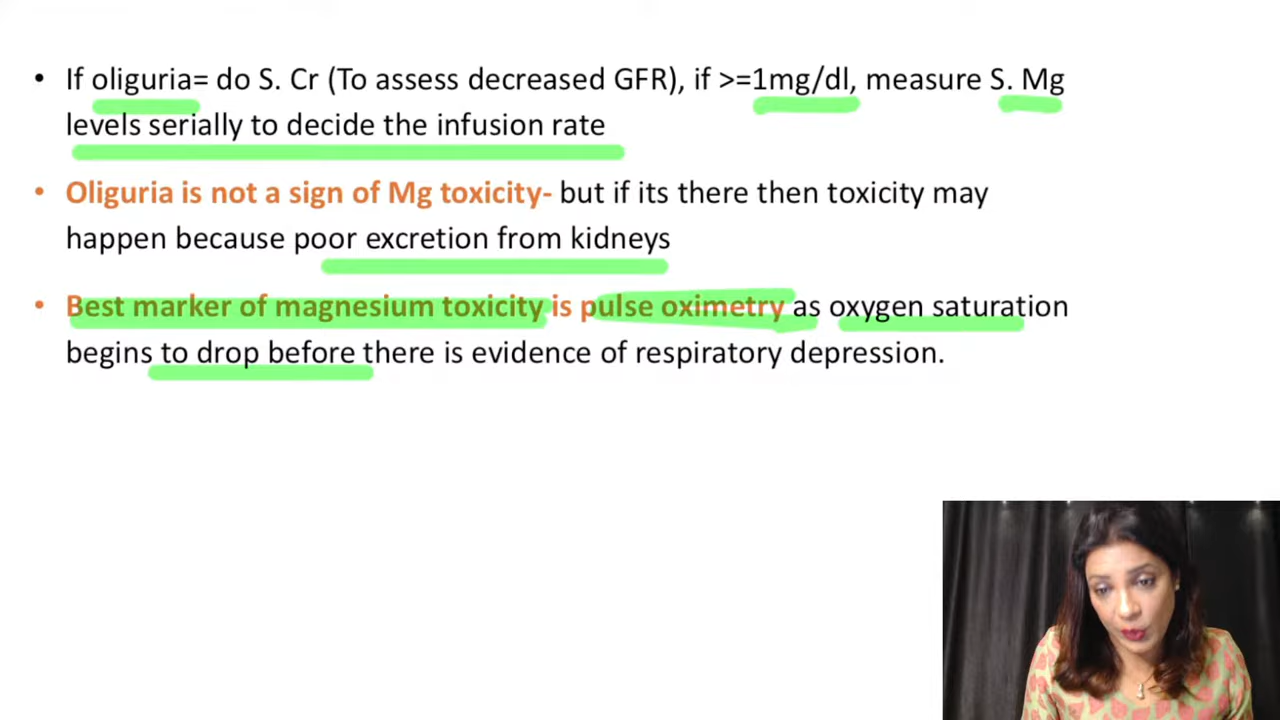 • If oliguria= do S. Cr (To assess decreased GFR), if >=1mg/dl, measure S. Mg
levels serially to decide the infusion rate
• Oliguria is not a sign of Mg toxicity- but if its there then toxicity may
happen because poor excretion from kidneys
• Best marker of magnesium toxicity is pulse oximetry as oxygen saturation
begins to drop before there is evidence of respiratory depression.